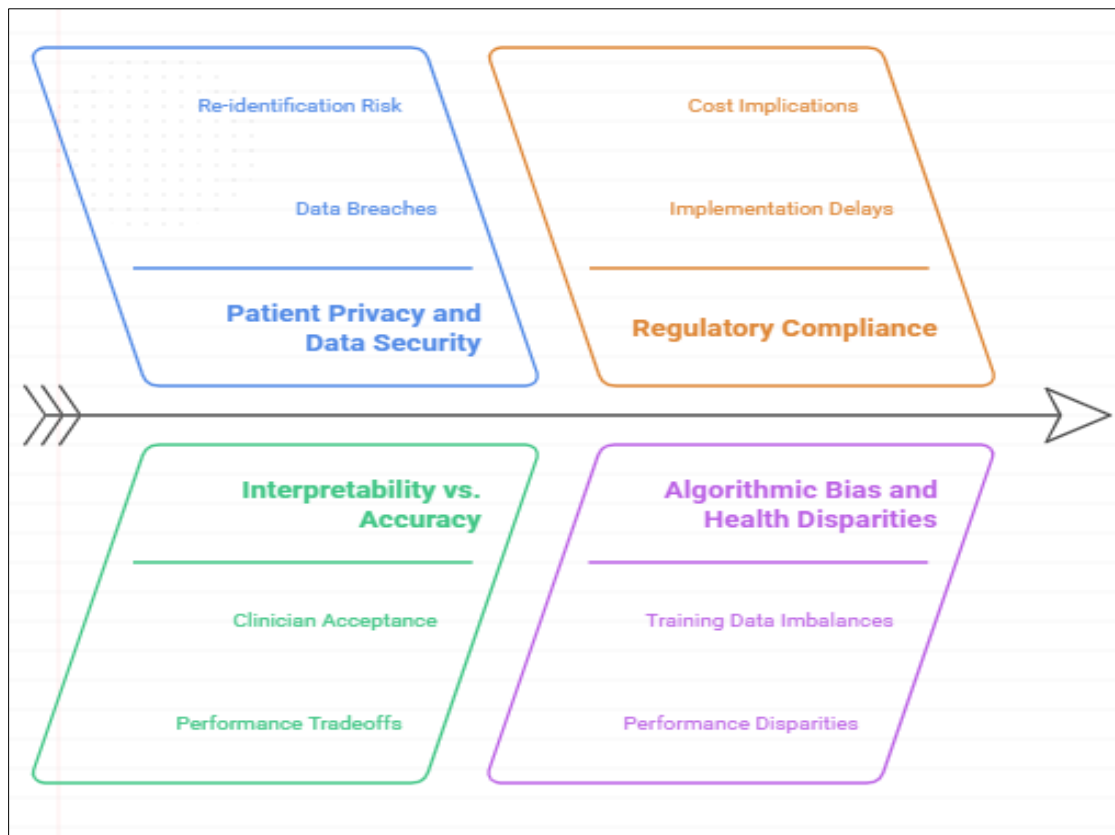 Re-identification Risk
Data Breaches
Patient Privacy and
Data Security
Cost Implications
Implementation Delays
Regulatory Compliance
Interpretability vs.
Accuracy
Clinician Acceptance
Performance Tradeoffs
Algorithmic Bias and
Health Disparities
Training Data Imbalances
Performance Disparities